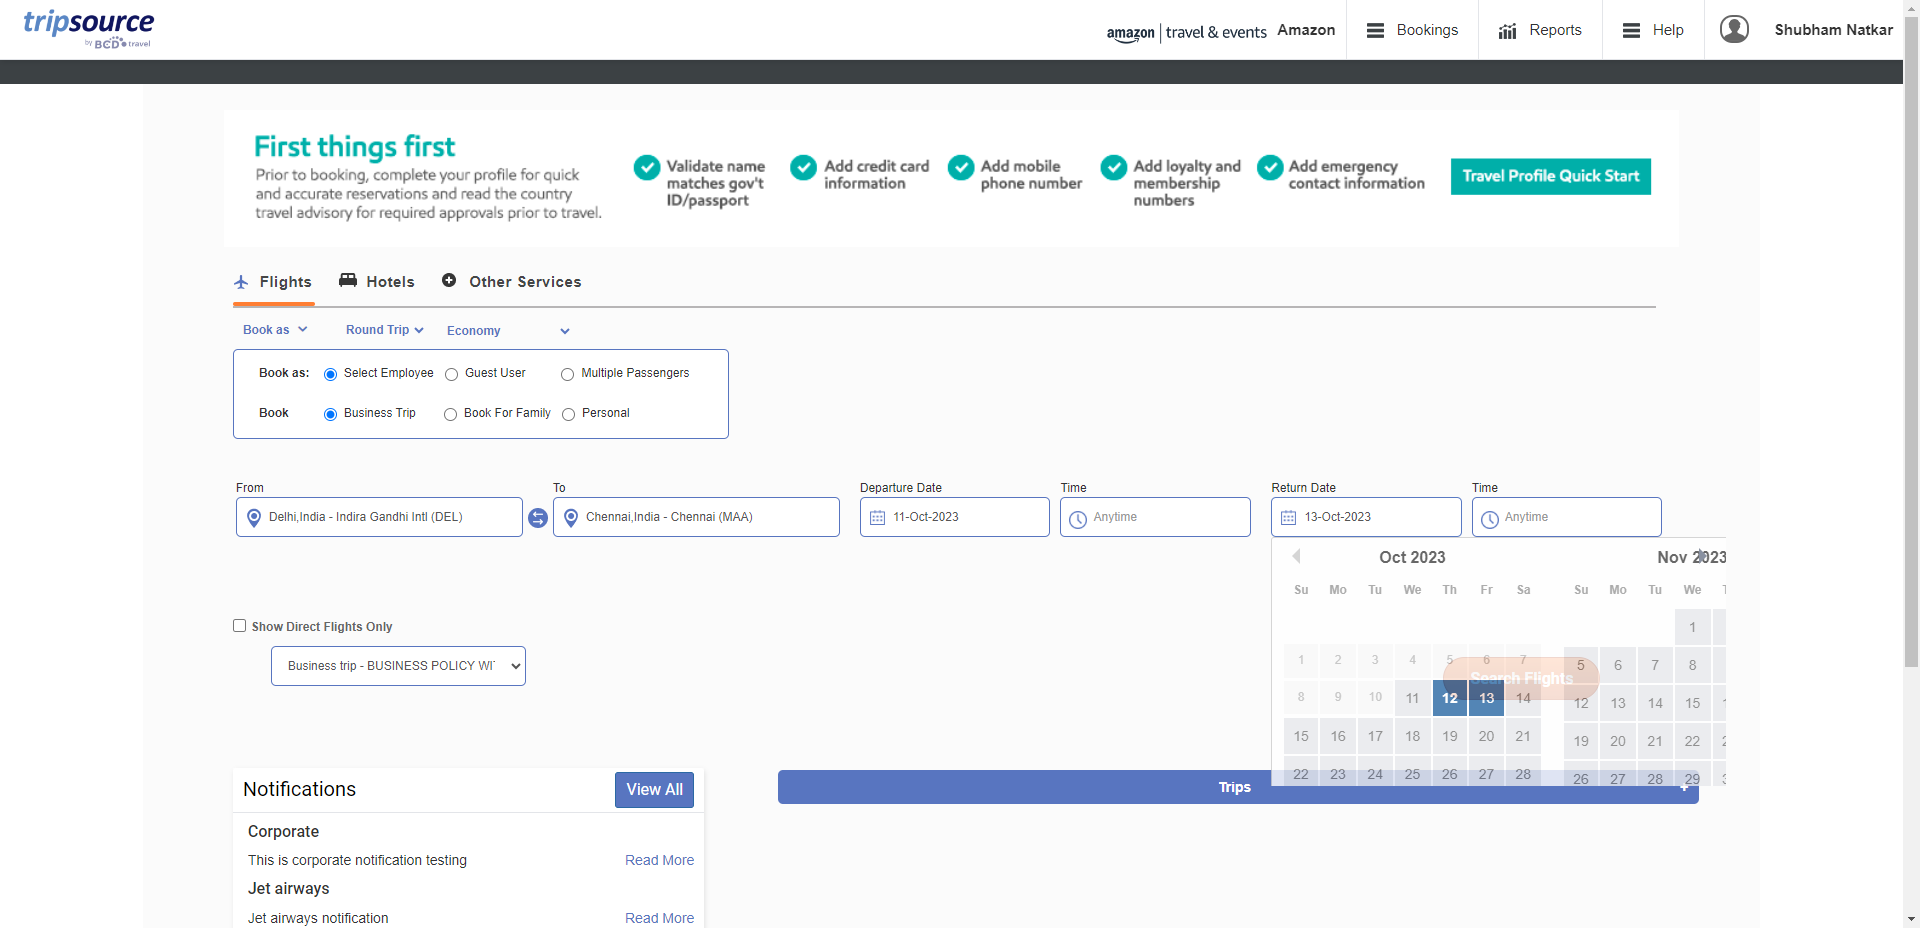 tripsource
by BCD travel
amazon | travel & events Amazon
Bookings
Reports
Help
Shubham Natkar
First things first
Prior to booking, complete your profile for quick
and accurate reservations and read the country
travel advisory for required approvals prior to travel.
Validate name
matches gov't
ID/passport
Add credit card
information
Add mobile
phone number
Add loyalty and
membership
numbers
Add emergency
contact information
Travel Profile Quick Start
Flights
Hotels
Other Services
Book as
Round Trip
Economy
Book as: Select Employee Guest User Multiple Passengers
Book Business Trip Book For Family Personal
From
To
Departure Date
Time
Return Date
Time
Delhi,India - Indira Gandhi Intl (DEL)
Chennai,India - Chennai (MAA)
11-Oct-2023
Anytime
13-Oct-2023
Anytime
Oct 2023
Su Mo Tu We Th Fr Sa
1 2 3 4 5 6 7
8 9 10 11 12 13 14
15 16 17 18 19 20 21
22 23 24 25 26 27 28
Nov 2023
Su Mo Tu We T
1
5 6 7 8
12 13 14 15 1
19 20 21 22 2
26 27 28 29 3
Search Flights
Show Direct Flights Only
Business trip - BUSINESS POLICY WI
Notifications
View All
Corporate
This is corporate notification testing
Read More
Jet airways
Jet airways notification
Read More
Trips
+